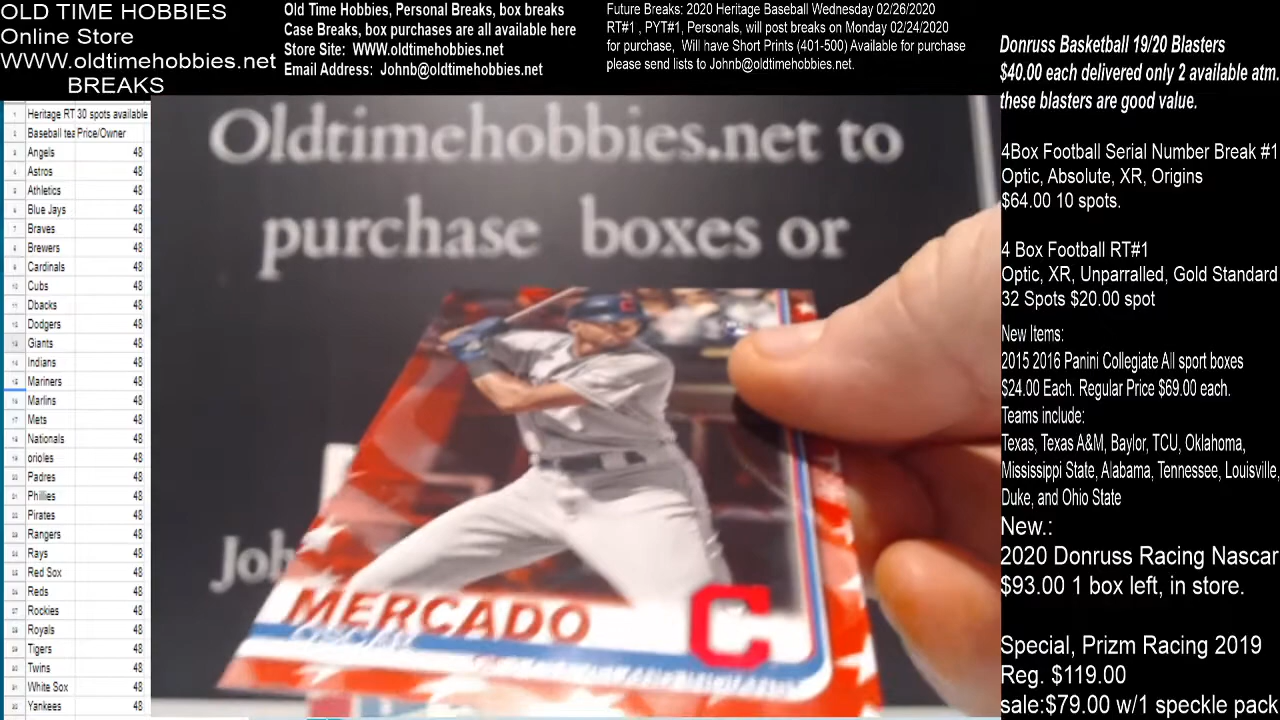 OLD TIME HOBBIES
Online Store
WWW.oldtimehobbies.net
BREAKS
Old Time Hobbies, Personal Breaks, box breaks
Case Breaks, box purchases are all available here
Store Site: WWW.oldtimehobbies.net
Email Address: Johnb@oldtimehobbies.net
Future Breaks: 2020 Heritage Baseball Wednesday 02/26/2020
RT#1 , PYT#1, Personals, will post breaks on Monday 02/24/2020
for purchase, Will have Short Prints (401-500) Available for purchase
please send lists to Johnb@oldtimehobbies.net.
Heritage RT 30 spots available
Baseball tea Price/Owner
Angels 48
Astros 48
Athletics 48
Blue Jays 48
Braves 48
Brewers 48
Cardinals 48
Cubs 48
Dbacks 48
Dodgers 48
Giants 48
Indians 48
Mariners 48
Marlins 48
Mets 48
Nationals 48
orioles 48
Padres 48
Phillies 48
Pirates 48
Rangers 48
Rays 48
Red Sox 48
Reds 48
Rockies 48
Royals 48
Tigers 48
Twins 48
White Sox 48
Yankees 48
Oldtimehobbies.net to
purchase boxes or
Joh
C
MERCADO
OSCAR
C
Donruss Basketball 19/20 Blasters
$40.00 each delivered only 2 available atm.
these blasters are good value.
4Box Football Serial Number Break #1
Optic, Absolute, XR, Origins
$64.00 10 spots.
4 Box Football RT#1
Optic, XR, Unparralled, Gold Standard
32 Spots $20.00 spot
New Items:
2015 2016 Panini Collegiate All sport boxes
$24.00 Each. Regular Price $69.00 each.
Teams include:
Texas, Texas A&M, Baylor, TCU, Oklahoma,
Mississippi State, Alabama, Tennessee, Louisville,
Duke, and Ohio State
New.:
2020 Donruss Racing Nascar
$93.00 1 box left, in store.
Special, Prizm Racing 2019
Reg. $119.00
sale:$79.00 w/1 speckle pack